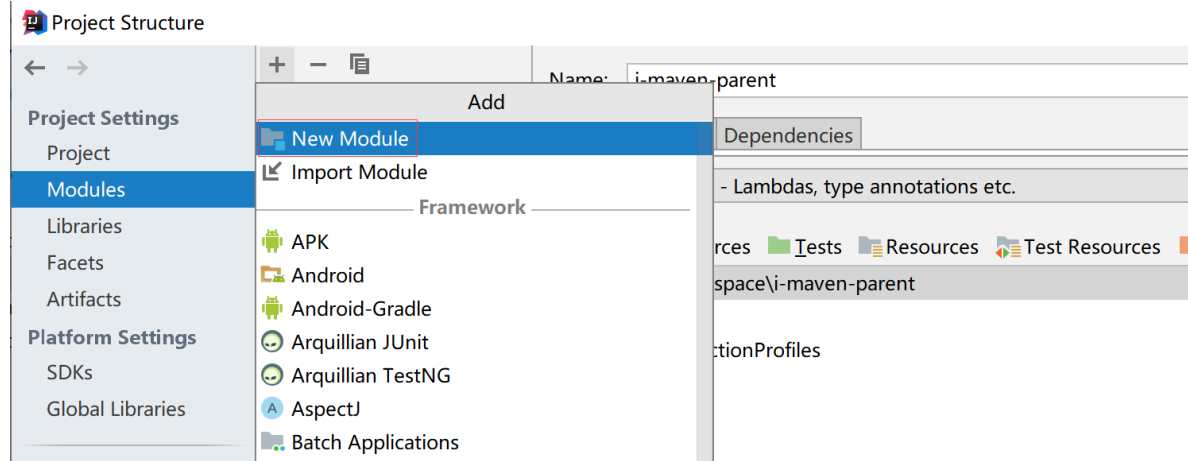 Project Structure
Project Settings
Project
Modules
Libraries
Facets
Artifacts
Platform Settings
SDKs
Global Libraries
Add
New Module
Import Module
Framework
APK
Android
Android-Gradle
Arquillian JUnit
Arquillian TestNG
A AspectJ
Batch Applications
Name: i-maven-parent
Dependencies
- Lambdas, type annotations etc.
rces Tests Resources Test Resources
space\i-maven-parent
ctionProfiles